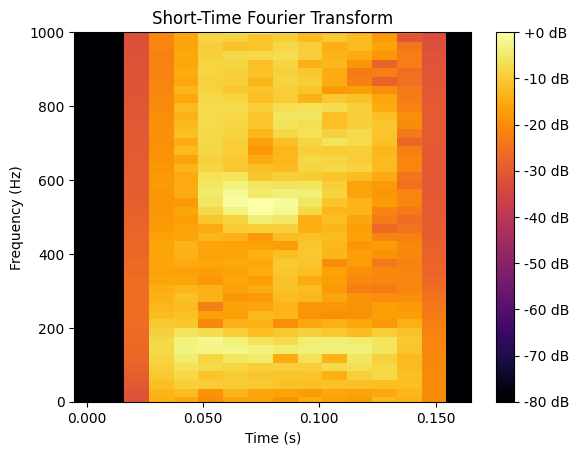 Short-Time Fourier Transform
1000
800
600
400
200
0
Frequency (Hz)
0.000
0.050
0.100
0.150
Time (s)
+0 dB
-10 dB
-20 dB
-30 dB
-40 dB
-50 dB
-60 dB
-70 dB
-80 dB